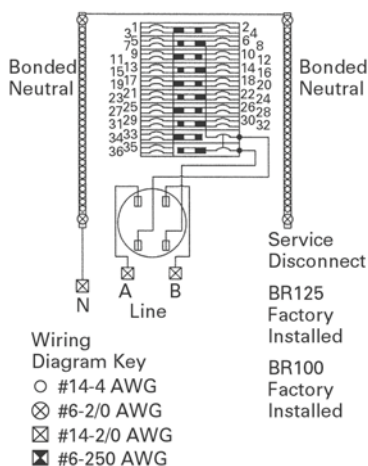 1 2
3 4
5 6
7 8
9 10
11 12
13 14
15 16
17 18
19 20
21 22
23 24
25 26
27 28
29 30
31 32
33
34
35
36
Bonded
Neutral
Bonded
Neutral
N
A
B
Line
Service
Disconnect
BR125
Factory
Installed
BR100
Factory
Installed
Wiring
Diagram Key
#14-4 AWG
#6-2/0 AWG
#14-2/0 AWG
#6-250 AWG